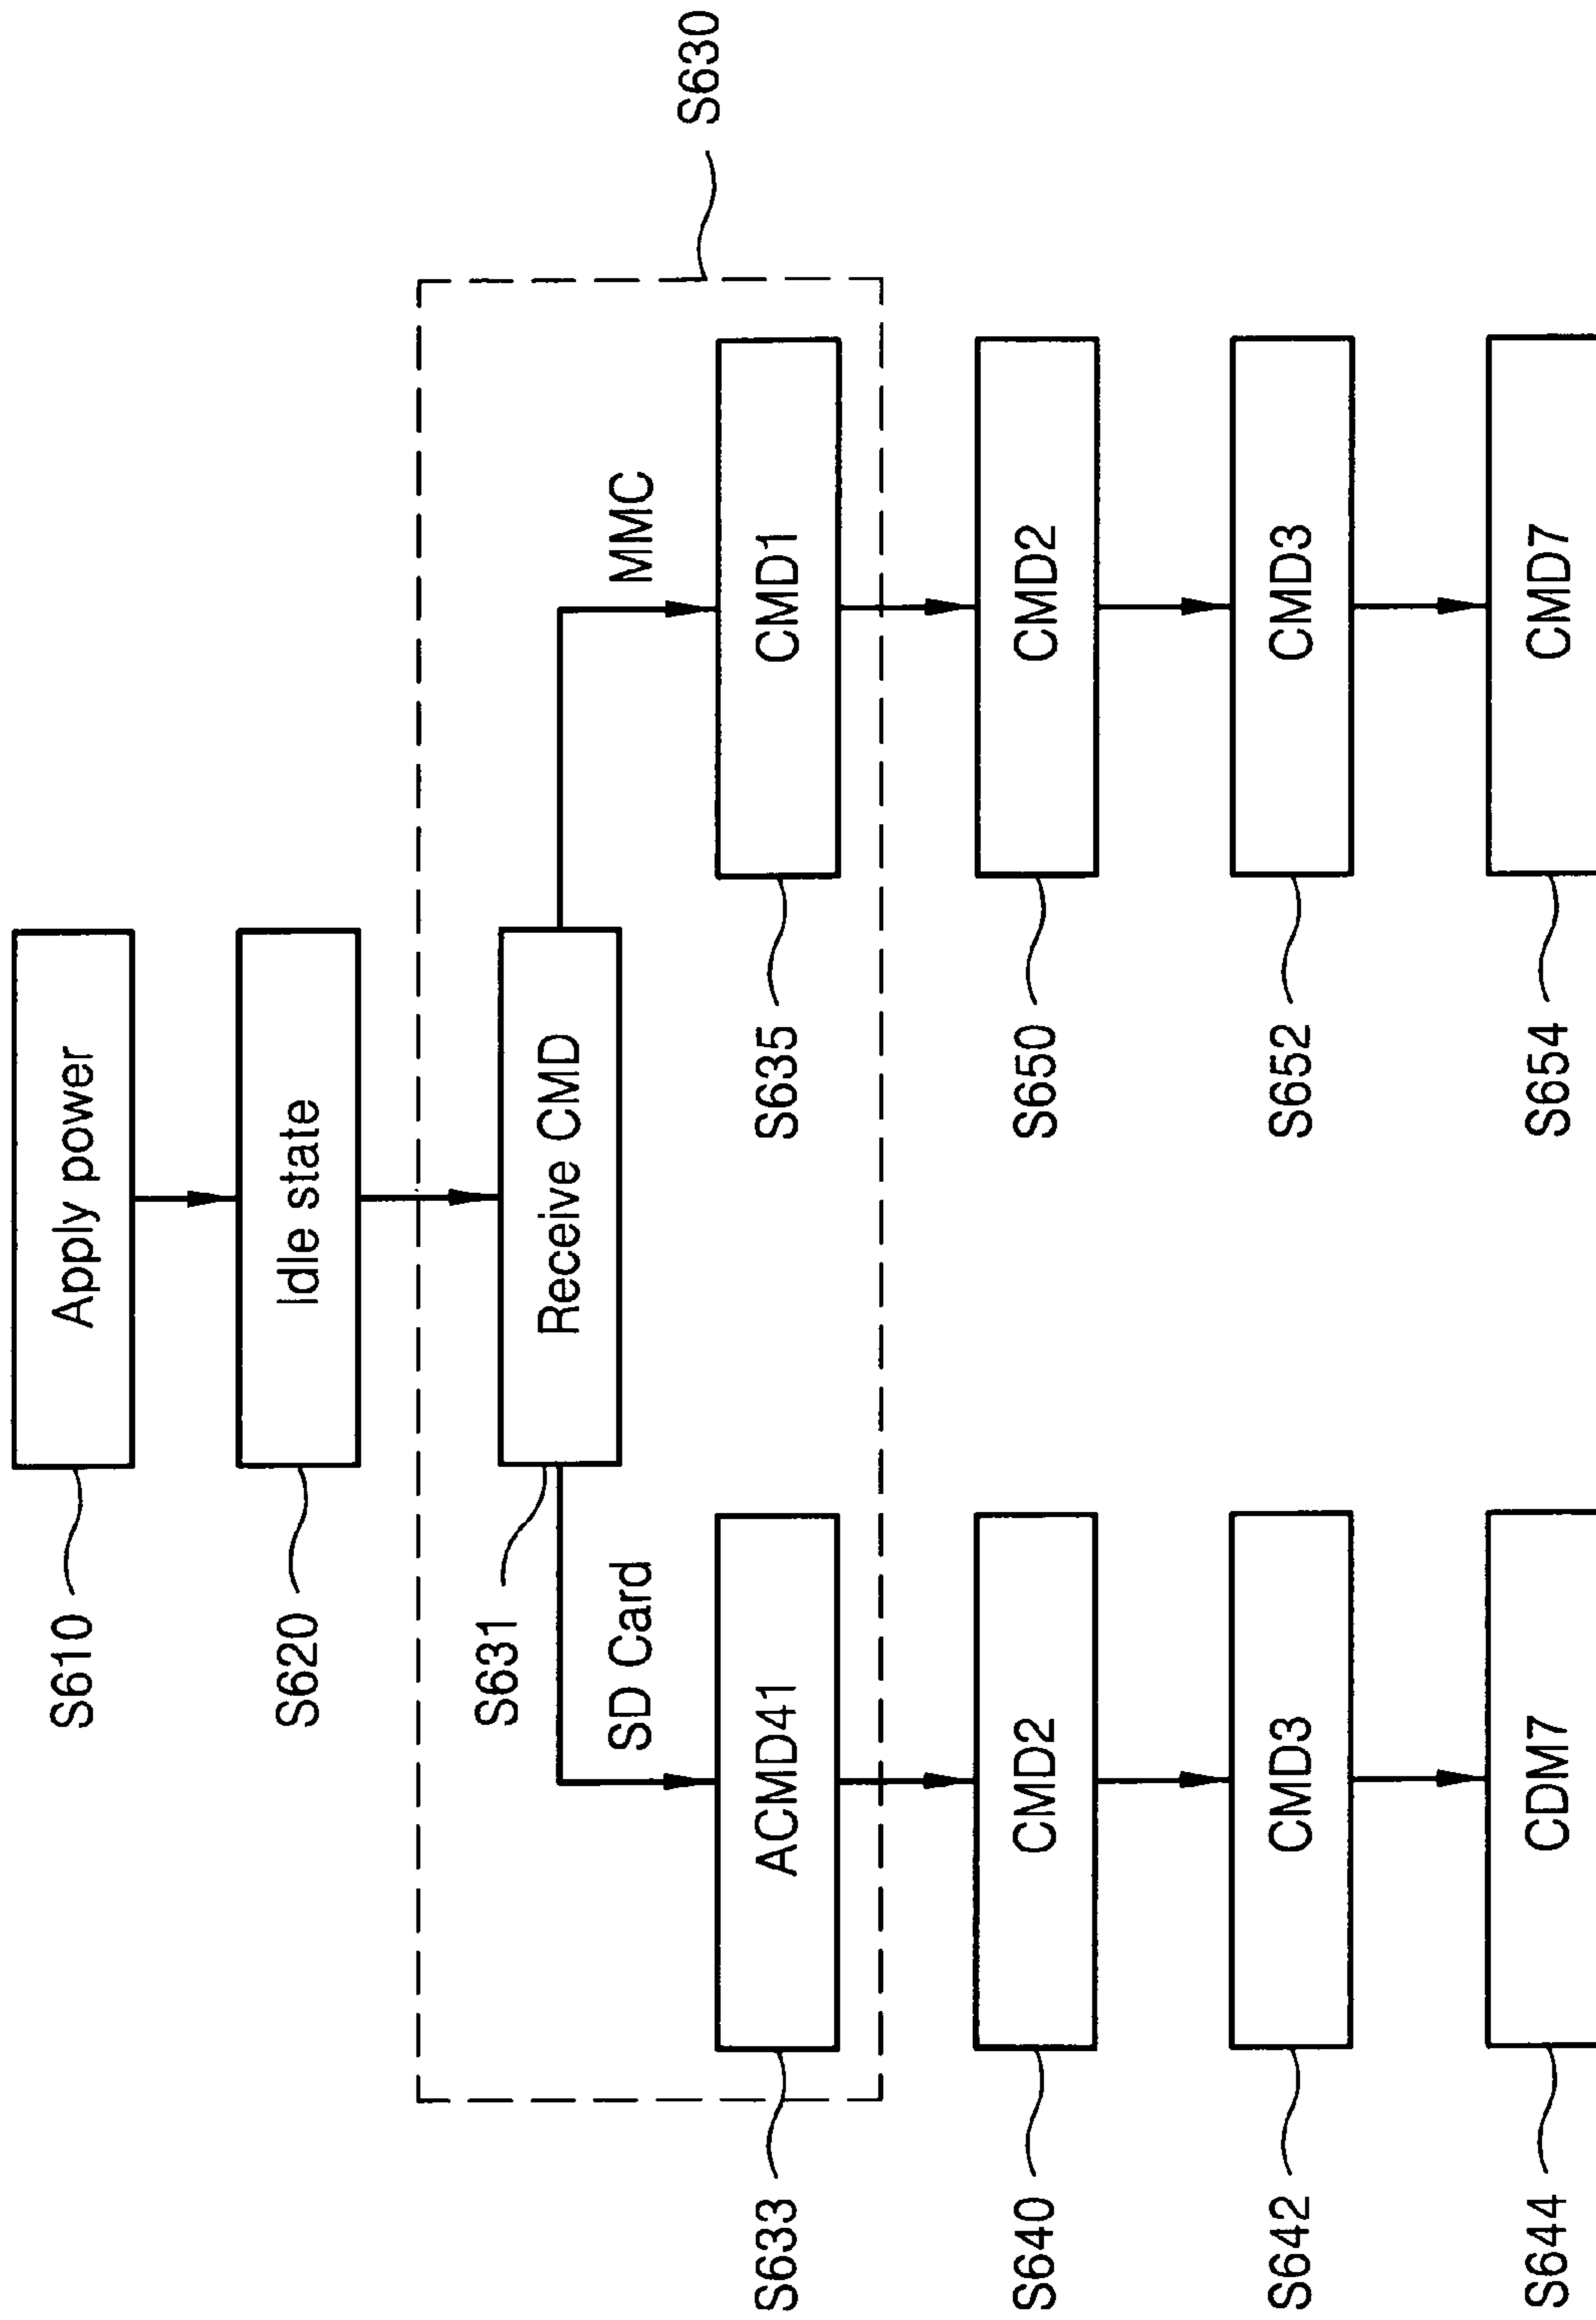 S610
Apply power
S620
Idle state
S630
S631
Receive CMD
SD Card
MMC
S633
ACMD41
S635
CMD1
S640
CMD2
S650
CMD2
S642
CMD3
S652
CMD3
S644
CDM7
S654
CMD7